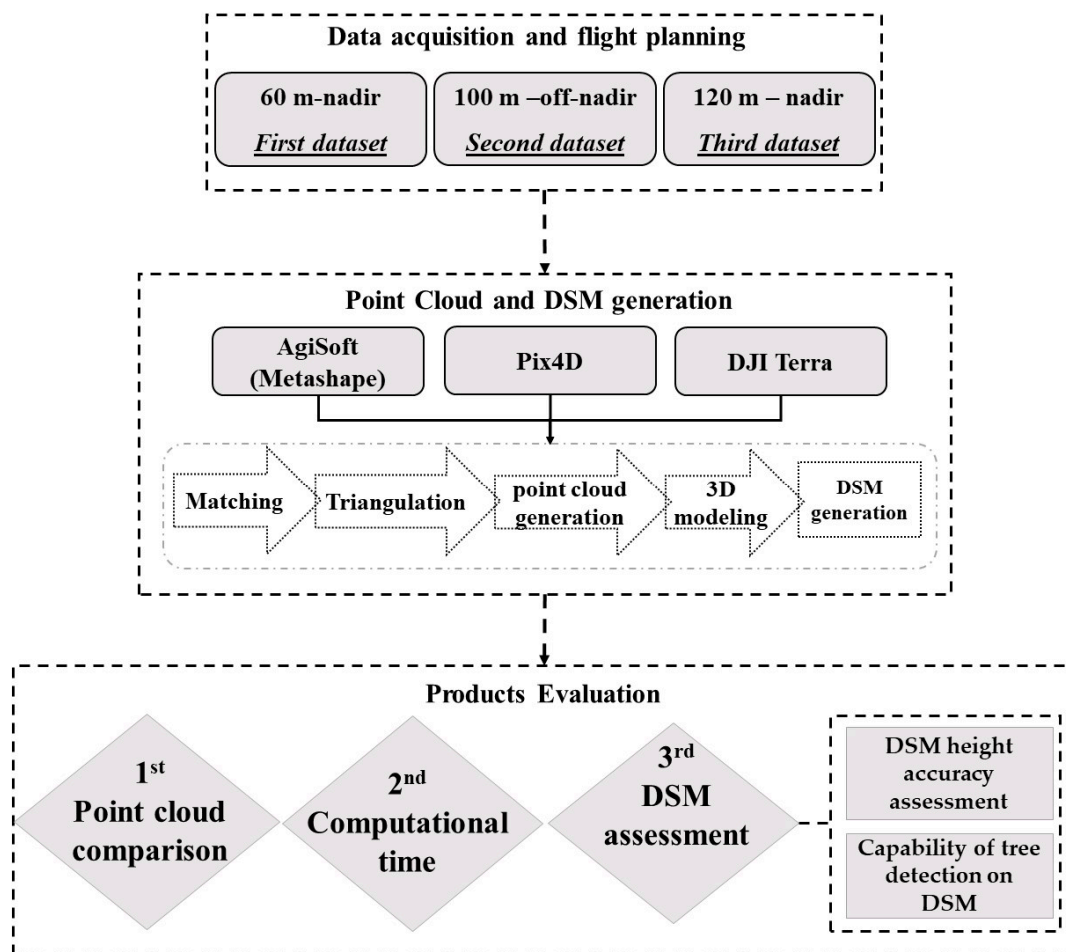 Data acquisition and flight planning
60 m-nadir
First dataset
100 m –off-nadir
Second dataset
120 m – nadir
Third dataset
Point Cloud and DSM generation
AgiSoft
(Metashape)
Pix4D
DJI Terra
Matching
Triangulation
point cloud
generation
3D
modeling
DSM
generation
Products Evaluation
1st
Point cloud
comparison
2nd
Computational
time
3rd
DSM
assessment
DSM height
accuracy
assessment
Capability of tree
detection on
DSM